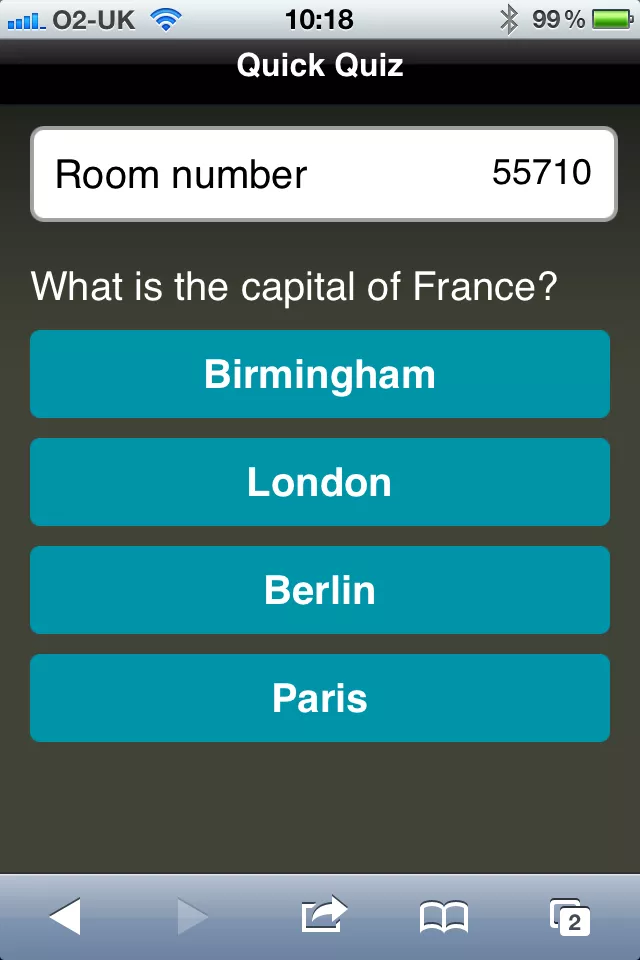 O2-UK 10:18 99%
Quick Quiz
Room number 55710
What is the capital of France?
Birmingham
London
Berlin
Paris
2